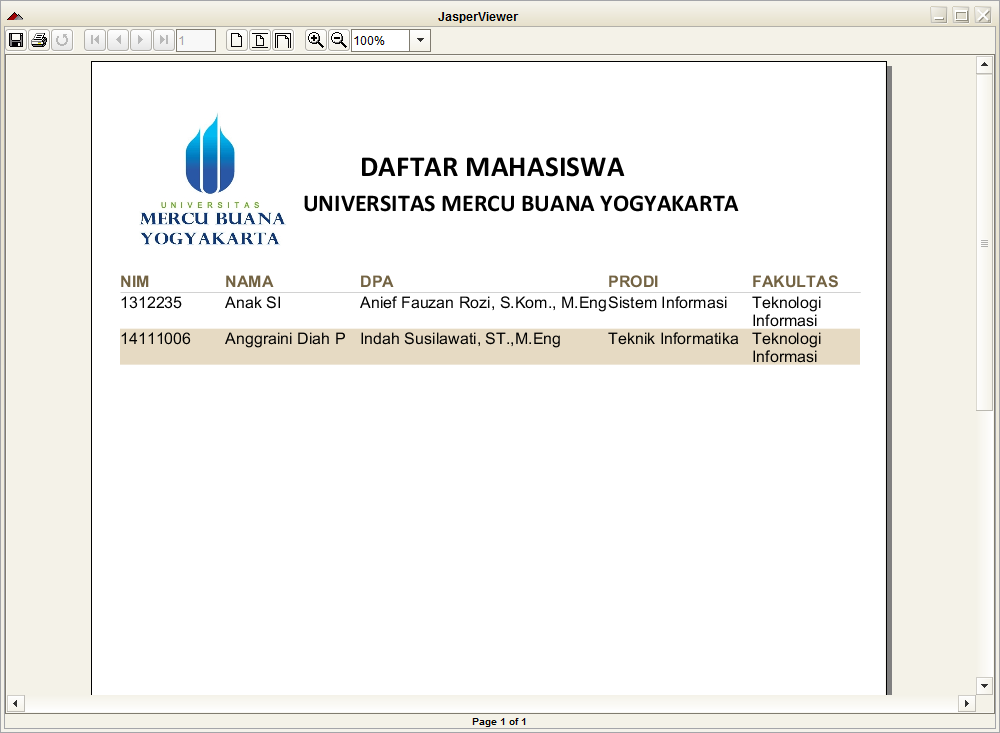 JasperViewer
1
100%
DAFTAR MAHASISWA
UNIVERSITAS MERCU BUANA YOGYAKARTA
UNIVERSITAS
MERCU BUANA
YOGYAKARTA
NIM NAMA DPA PRODI FAKULTAS
1312235 Anak SI Anief Fauzan Rozi, S.Kom., M.Eng Sistem Informasi Teknologi
Informasi
14111006 Anggraini Diah P Indah Susilawati, ST.,M.Eng Teknik Informatika Teknologi
Informasi
Page 1 of 1